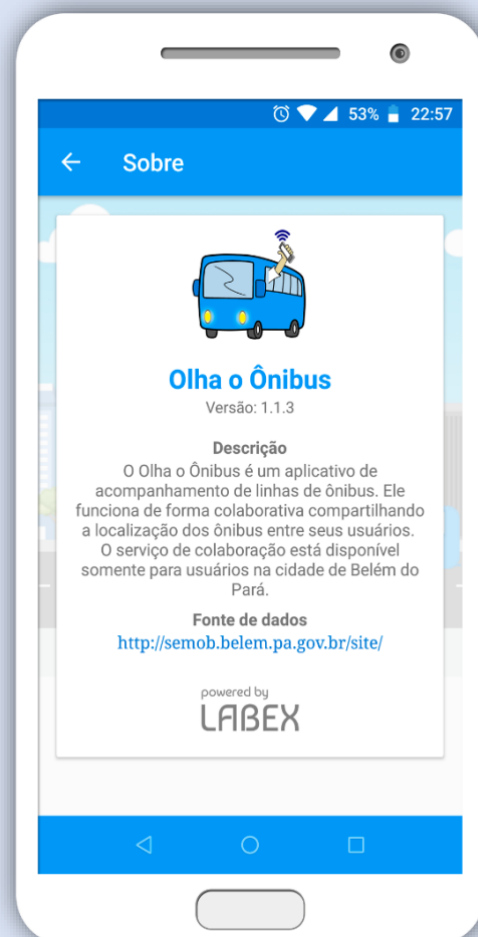 53% 22:57
Sobre
Olha o Ônibus
Versão: 1.1.3
Descrição
O Olha o Ônibus é um aplicativo de
acompanhamento de linhas de ônibus. Ele
funciona de forma colaborativa compartilhando
a localização dos ônibus entre seus usuários.
O serviço de colaboração está disponível
somente para usuários na cidade de Belém do
Pará.
Fonte de dados
http://semob.belem.pa.gov.br/site/
powered by
LABEX